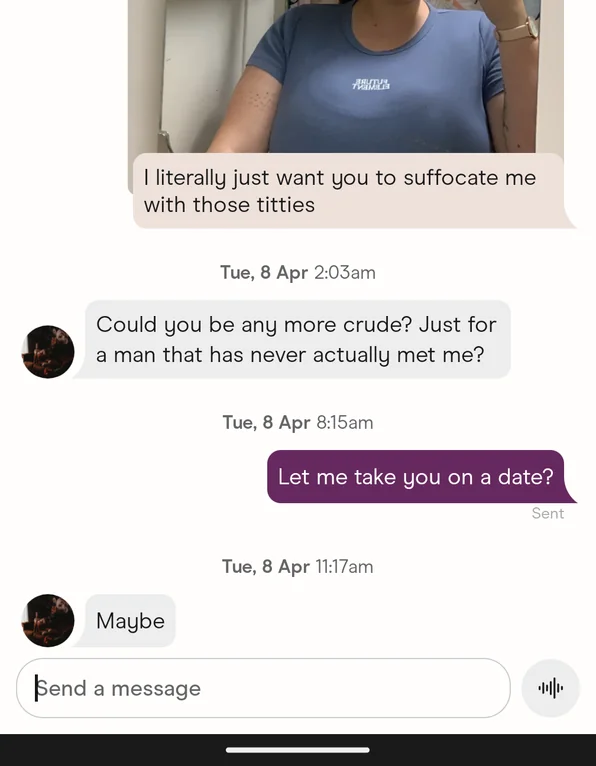 FUTURE
ELEMENT
I literally just want you to suffocate me
with those titties
Tue, 8 Apr 2:03am
Could you be any more crude? Just for
a man that has never actually met me?
Tue, 8 Apr 8:15am
Let me take you on a date?
Sent
Tue, 8 Apr 11:17am
Maybe
Send a message